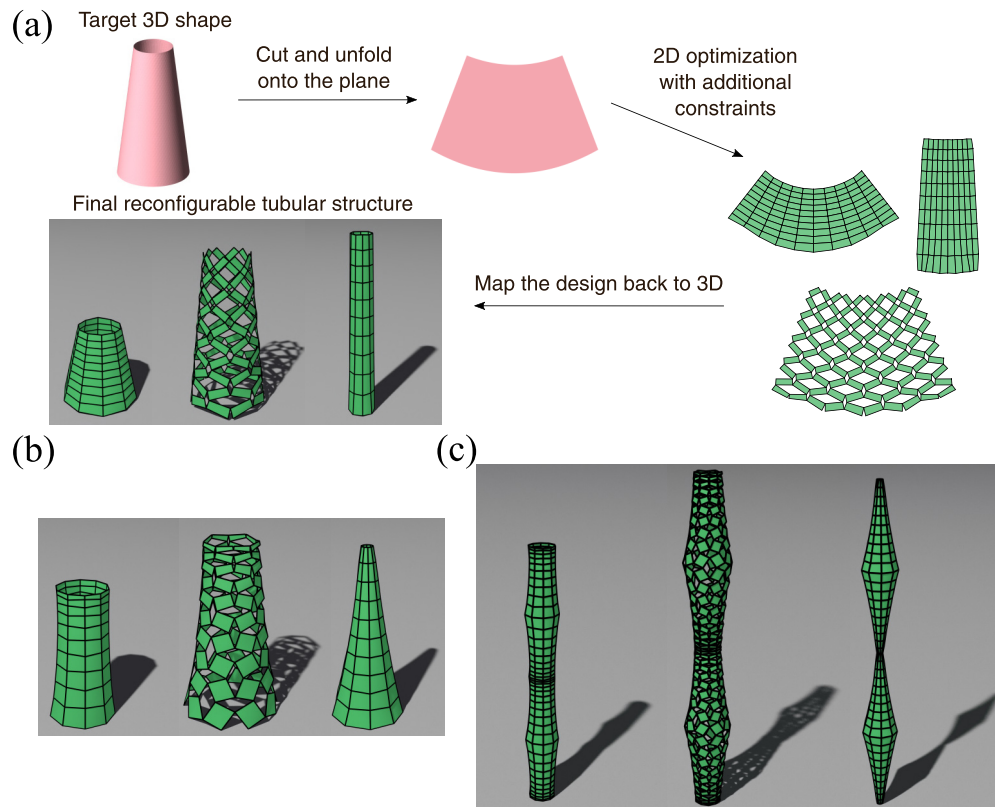 (a)
Target 3D shape
Cut and unfold
onto the plane
2D optimization
with additional
constraints
Final reconfigurable tubular structure
Map the design back to 3D
(b)
(c)